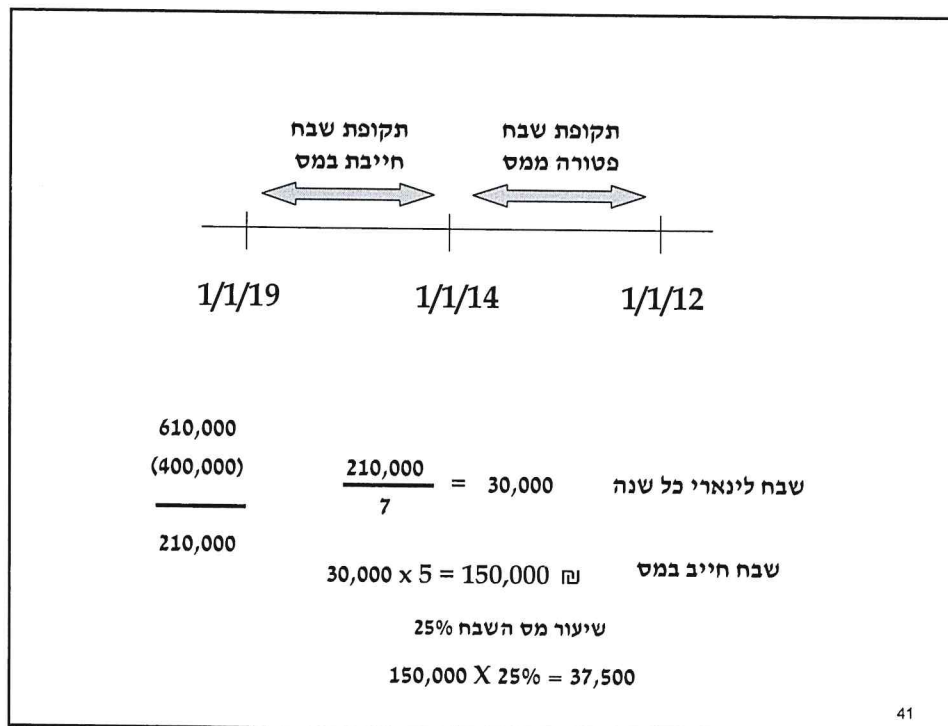 תקופת שבח
פטורה ממס
תקופת שבח
חייבת במס
1/1/19 1/1/14 1/1/12
610,000
(400,000)
210,000
210,000 / 7 = 30,000 שבח לינארי כל שנה
30,000 x 5 = 150,000 ₪ שבח חייב במס
שיעור מס השבח 25%
150,000 X 25% = 37,500
41